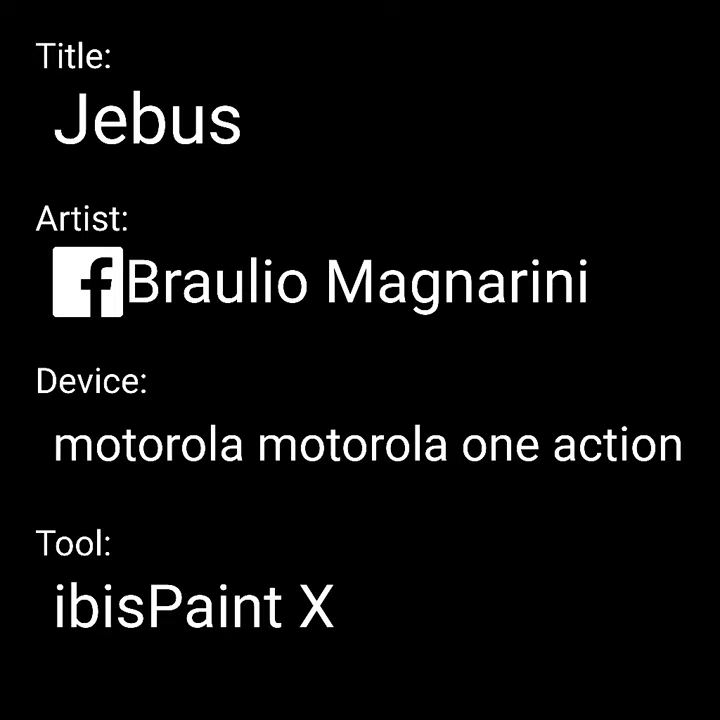 Title:
Jebus
Artist:
Braulio Magnarini
Device:
motorola motorola one action
Tool:
ibisPaint X